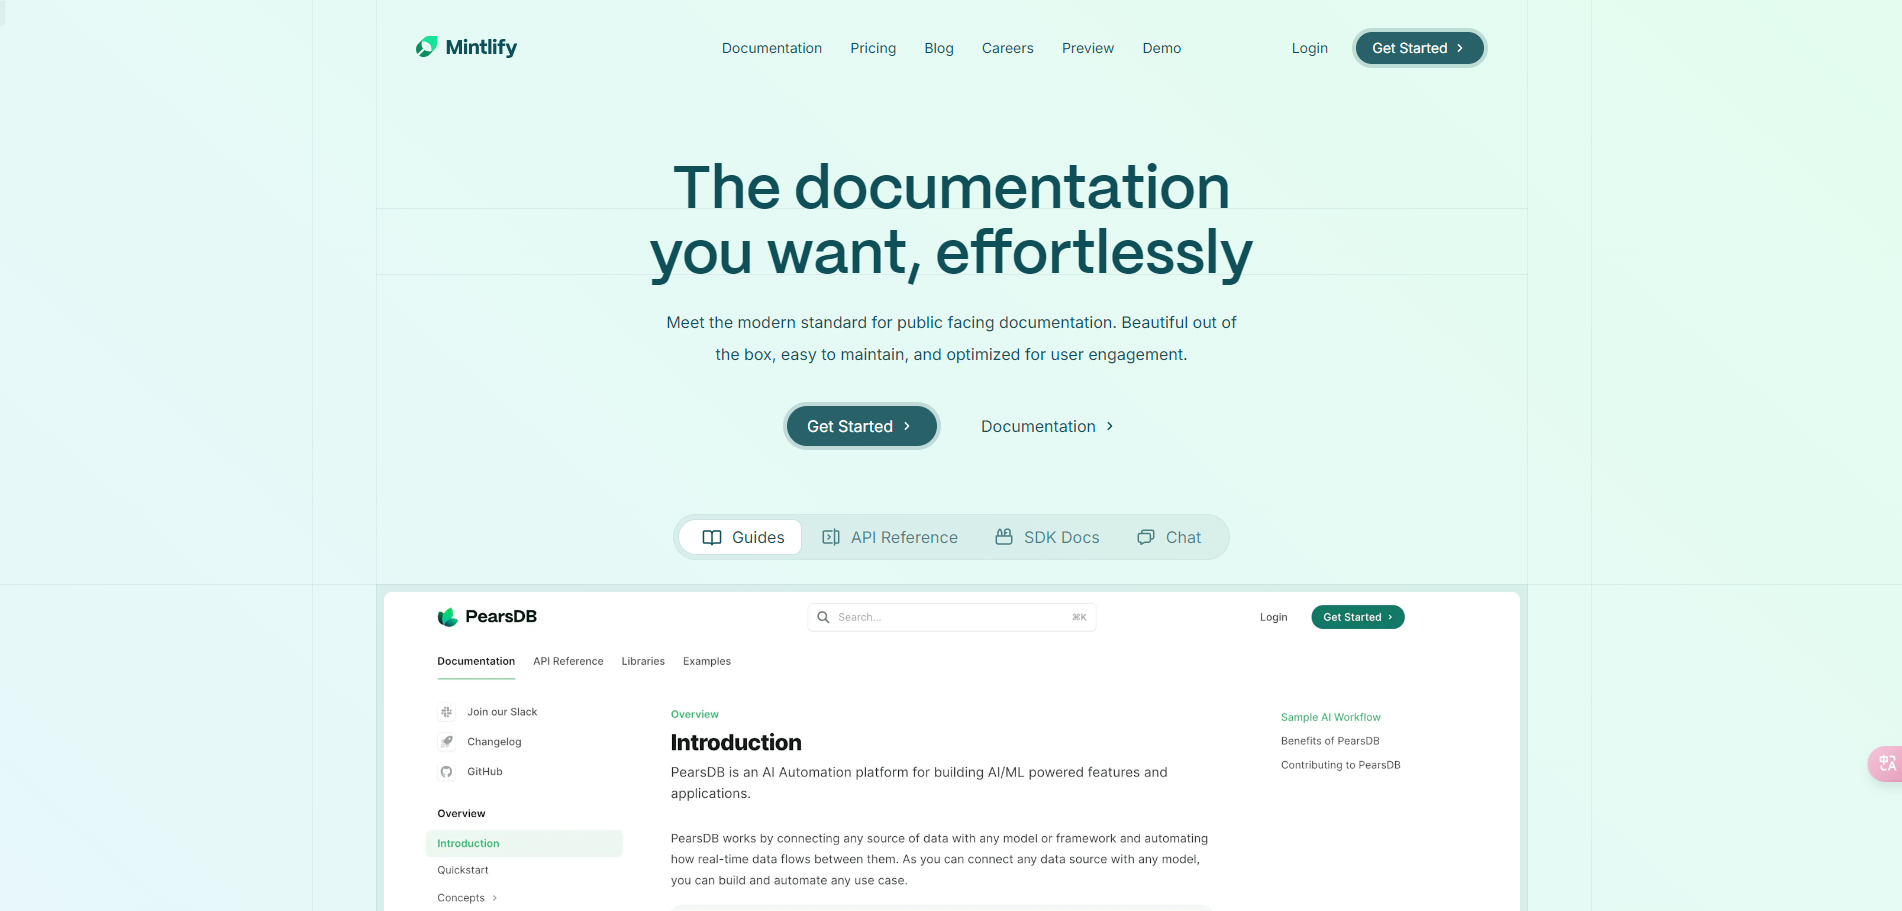 Mintlify
Documentation Pricing Blog Careers Preview Demo
Login
Get Started
The documentation
you want, effortlessly
Meet the modern standard for public facing documentation. Beautiful out of
the box, easy to maintain, and optimized for user engagement.
Get Started
Documentation
Guides
API Reference
SDK Docs
Chat
PearsDB
Search...
⌘K
Login
Get Started
Documentation API Reference Libraries Examples
Join our Slack
Changelog
GitHub
Overview
Introduction
Quickstart
Concepts
Overview
Introduction
PearsDB is an AI Automation platform for building AI/ML powered features and
applications.
PearsDB works by connecting any source of data with any model or framework and automating
how real-time data flows between them. As you can connect any data source with any model,
you can build and automate any use case.
Sample AI Workflow
Benefits of PearsDB
Contributing to PearsDB
中A